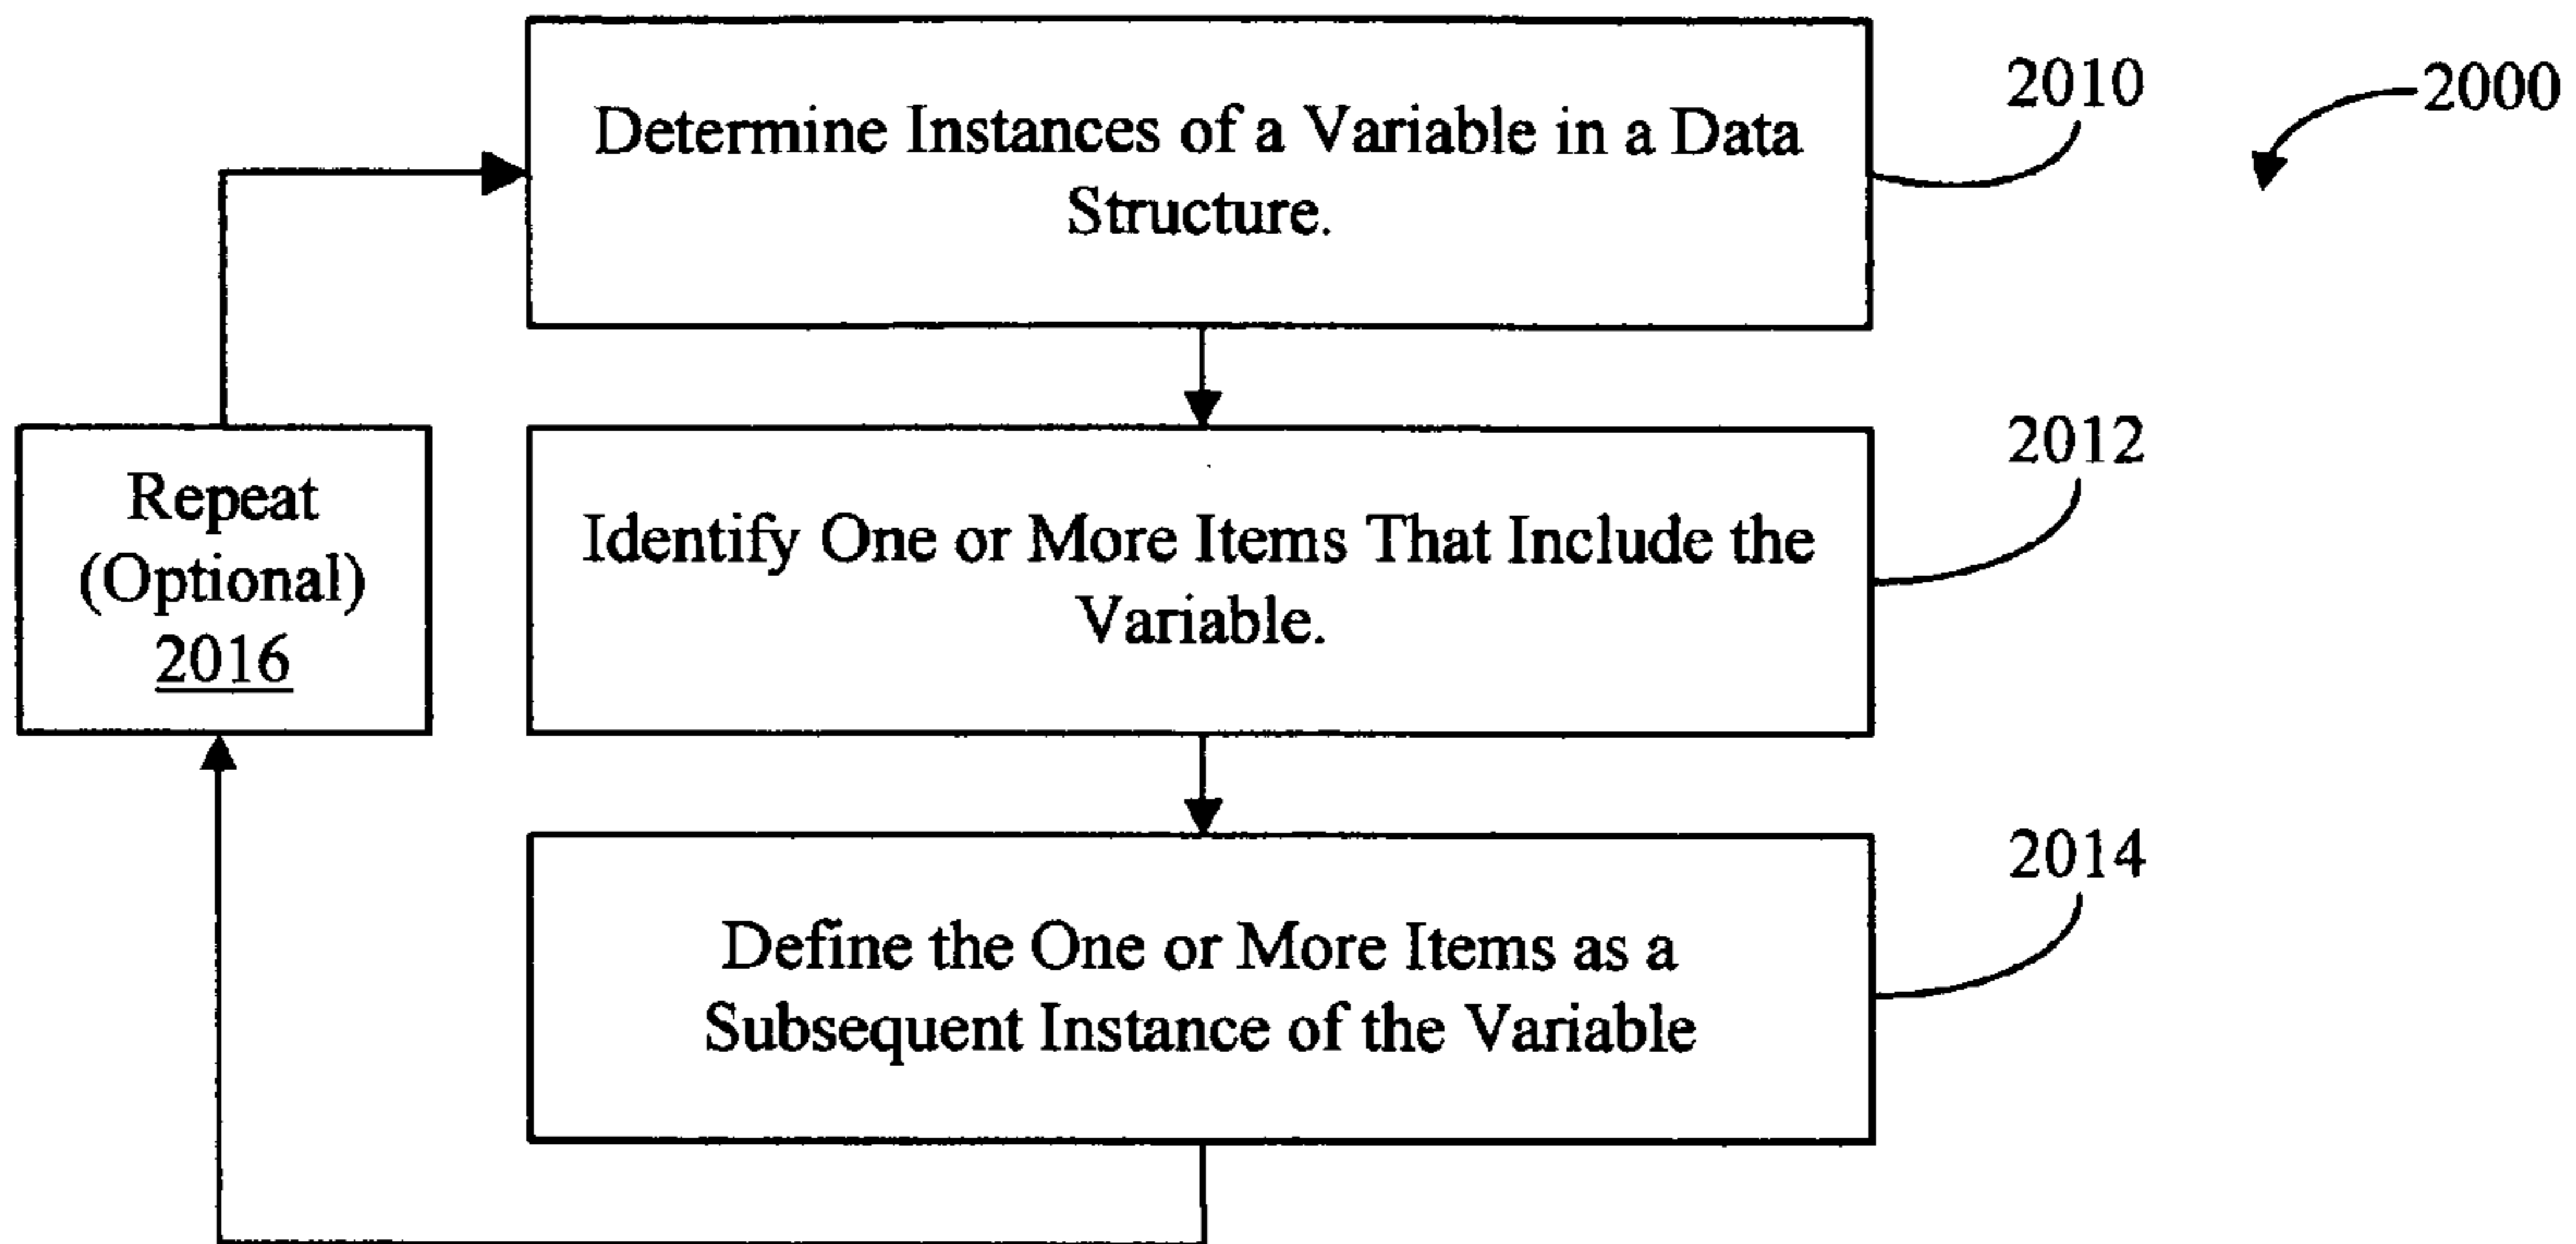 Determine Instances of a Variable in a Data
Structure.
2010
2000
Repeat
(Optional)
2016
Identify One or More Items That Include the
Variable.
2012
Define the One or More Items as a
Subsequent Instance of the Variable
2014